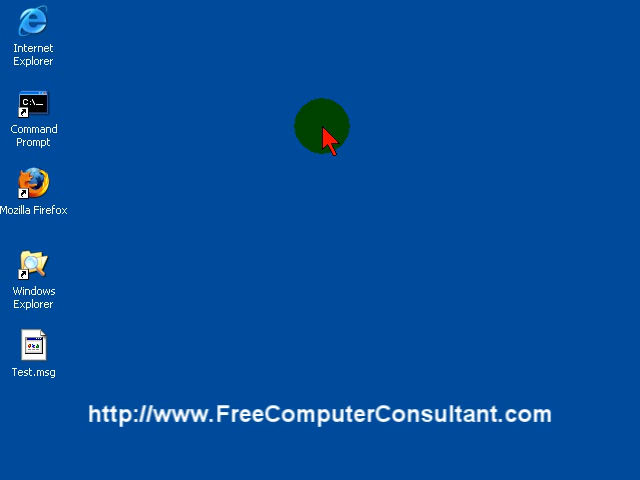 Internet
Explorer
C:\_
Command
Prompt
Mozilla Firefox
Windows
Explorer
Test.msg
http://www.FreeComputerConsultant.com